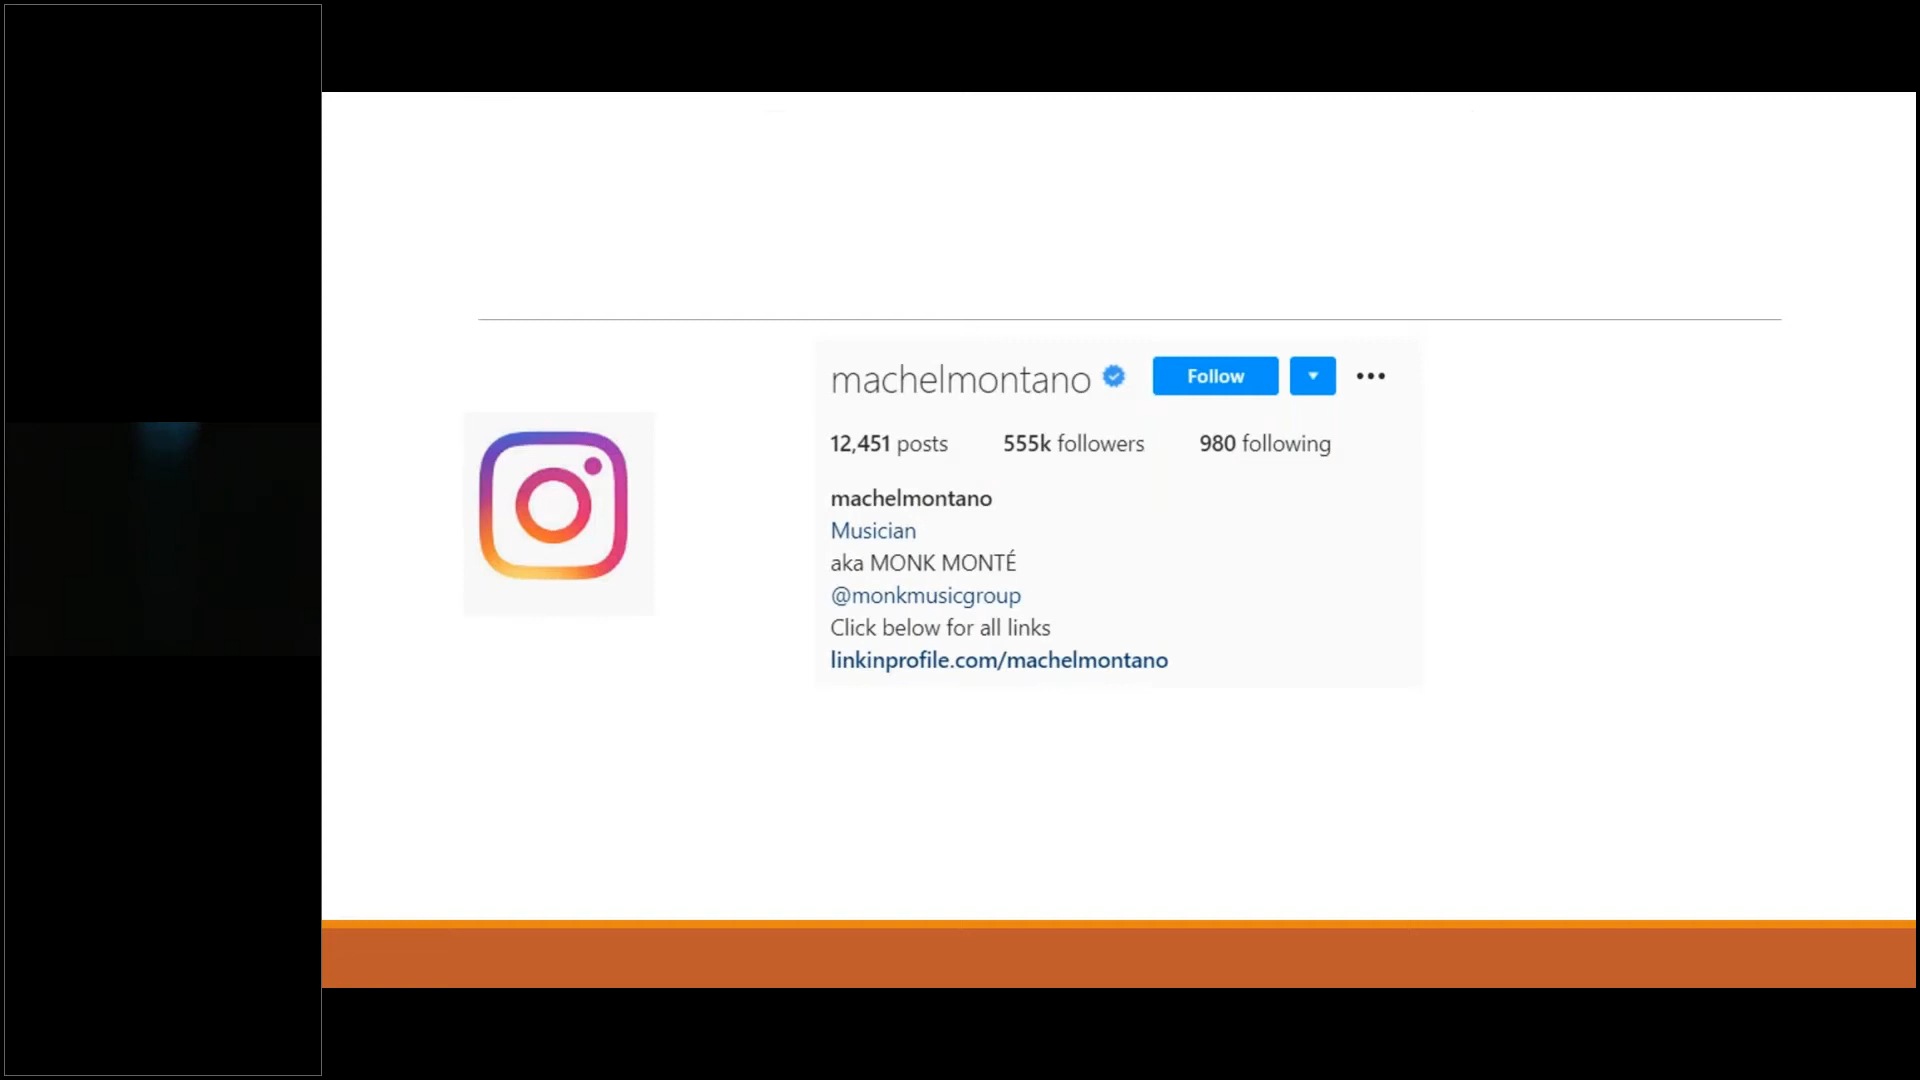 machelmontano Follow
12,451 posts 555k followers 980 following
machelmontano
Musician
aka MONK MONTÉ
@monkmusicgroup
Click below for all links
linkinprofile.com/machelmontano